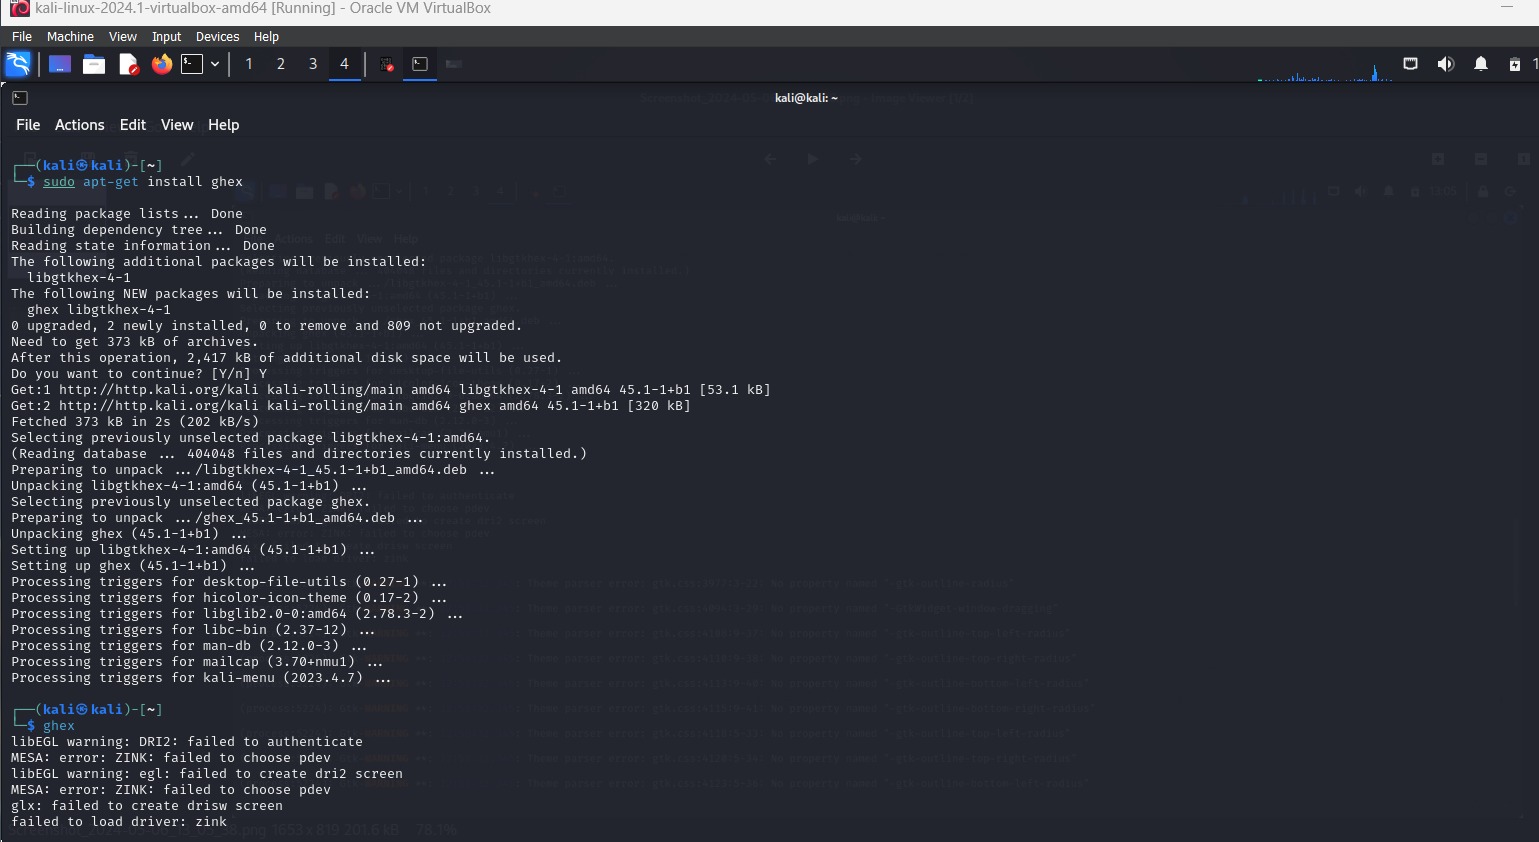 kali-linux-2024.1-virtualbox-amd64 [Running] - Oracle VM VirtualBox
File Machine View Input Devices Help
1 2 3 4
kali@kali: ~
File Actions Edit View Help
(kali㉿kali)-[~]
$ sudo apt-get install ghex
Reading package lists... Done
Building dependency tree... Done
Reading state information... Done
The following additional packages will be installed:
libgtkhex-4-1
The following NEW packages will be installed:
ghex libgtkhex-4-1
0 upgraded, 2 newly installed, 0 to remove and 809 not upgraded.
Need to get 373 kB of archives.
After this operation, 2,417 kB of additional disk space will be used.
Do you want to continue? [Y/n] Y
Get:1 http://http.kali.org/kali kali-rolling/main amd64 libgtkhex-4-1 amd64 45.1-1+b1 [53.1 kB]
Get:2 http://http.kali.org/kali kali-rolling/main amd64 ghex amd64 45.1-1+b1 [320 kB]
Fetched 373 kB in 2s (202 kB/s)
Selecting previously unselected package libgtkhex-4-1:amd64.
(Reading database ... 404048 files and directories currently installed.)
Preparing to unpack .../libgtkhex-4-1_45.1-1+b1_amd64.deb ...
Unpacking libgtkhex-4-1:amd64 (45.1-1+b1) ...
Selecting previously unselected package ghex.
Preparing to unpack .../ghex_45.1-1+b1_amd64.deb ...
Unpacking ghex (45.1-1+b1) ...
Setting up libgtkhex-4-1:amd64 (45.1-1+b1) ...
Setting up ghex (45.1-1+b1) ...
Processing triggers for desktop-file-utils (0.27-1) ...
Processing triggers for hicolor-icon-theme (0.17-2) ...
Processing triggers for libglib2.0-0:amd64 (2.78.3-2) ...
Processing triggers for libc-bin (2.37-12) ...
Processing triggers for man-db (2.12.0-3) ...
Processing triggers for mailcap (3.70+nmu1) ...
Processing triggers for kali-menu (2023.4.7) ...
(kali㉿kali)-[~]
$ ghex
libEGL warning: DRI2: failed to authenticate
MESA: error: ZINK: failed to choose pdev
libEGL warning: egl: failed to create dri2 screen
MESA: error: ZINK: failed to choose pdev
glx: failed to create drisw screen
failed to load driver: zink